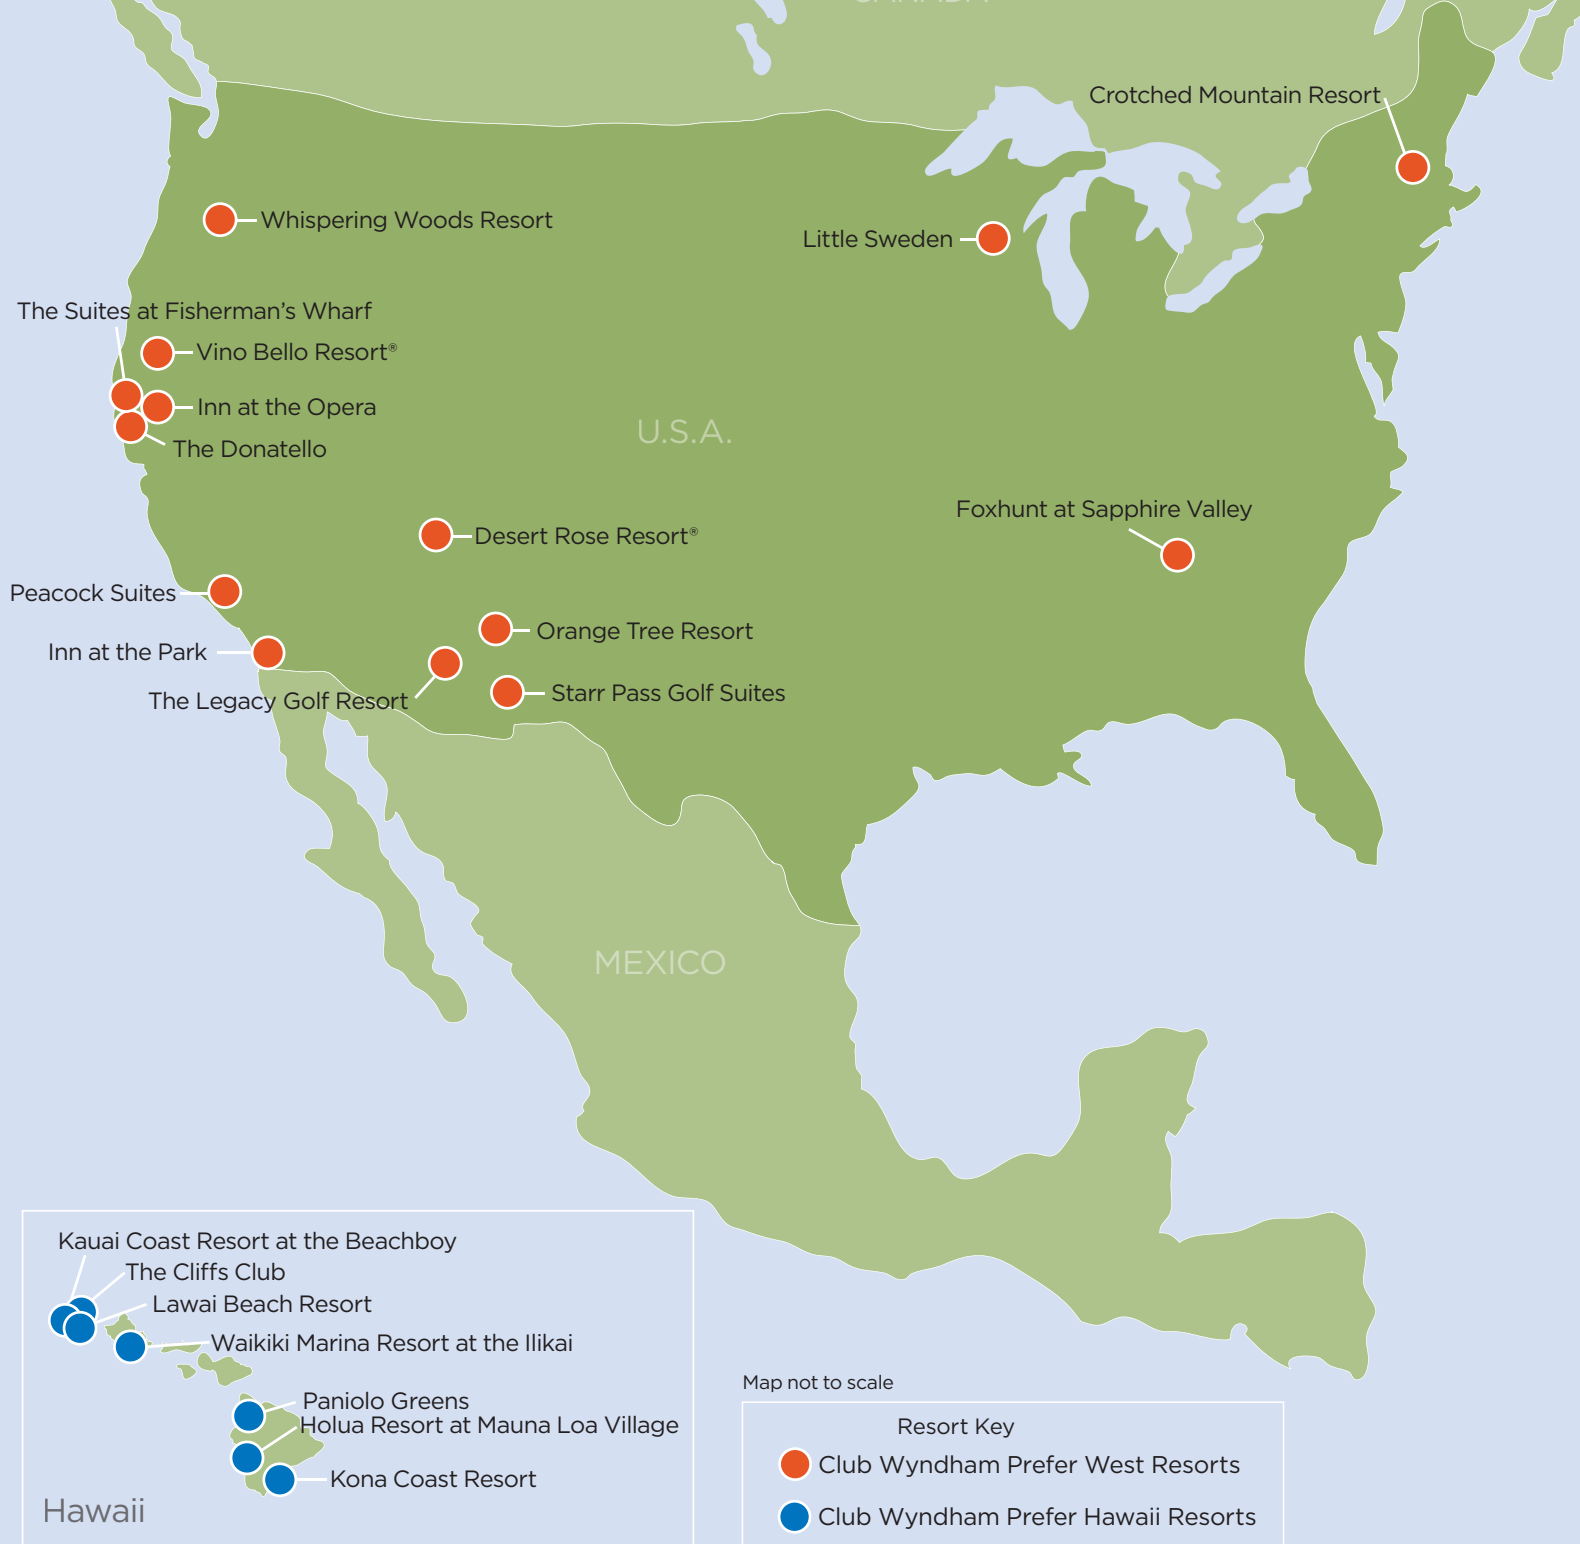 CANADA
Crotched Mountain Resort
Whispering Woods Resort
Little Sweden
The Suites at Fisherman's Wharf
Vino Bello Resort®
Inn at the Opera
U.S.A.
The Donatello
Foxhunt at Sapphire Valley
Desert Rose Resort®
Peacock Suites
Orange Tree Resort
Inn at the Park
Starr Pass Golf Suites
The Legacy Golf Resort
MEXICO
Kauai Coast Resort at the Beachboy
The Cliffs Club
Lawai Beach Resort
Waikiki Marina Resort at the Ilikai
Paniolo Greens
Holua Resort at Mauna Loa Village
Kona Coast Resort
Hawaii
Map not to scale
Resort Key
Club Wyndham Prefer West Resorts
Club Wyndham Prefer Hawaii Resorts